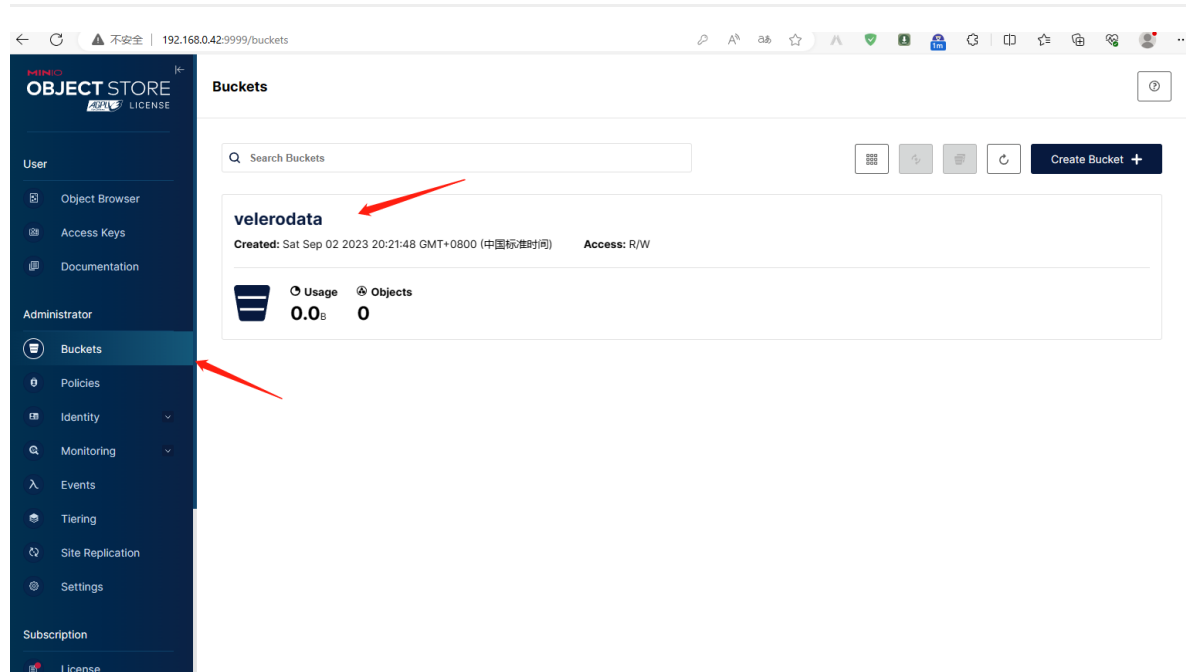 不安全 192.168.0.42:9999/buckets
MINIO
OBJECT STORE
AGPLV3 LICENSE
User
Object Browser
Access Keys
Documentation
Administrator
Buckets
Policies
Identity
Monitoring
Events
Tiering
Site Replication
Settings
Subscription
License
Buckets
Search Buckets
Create Bucket +
velerodata
Created: Sat Sep 02 2023 20:21:48 GMT+0800 (中国标准时间) Access: R/W
Usage Objects
0.0B 0